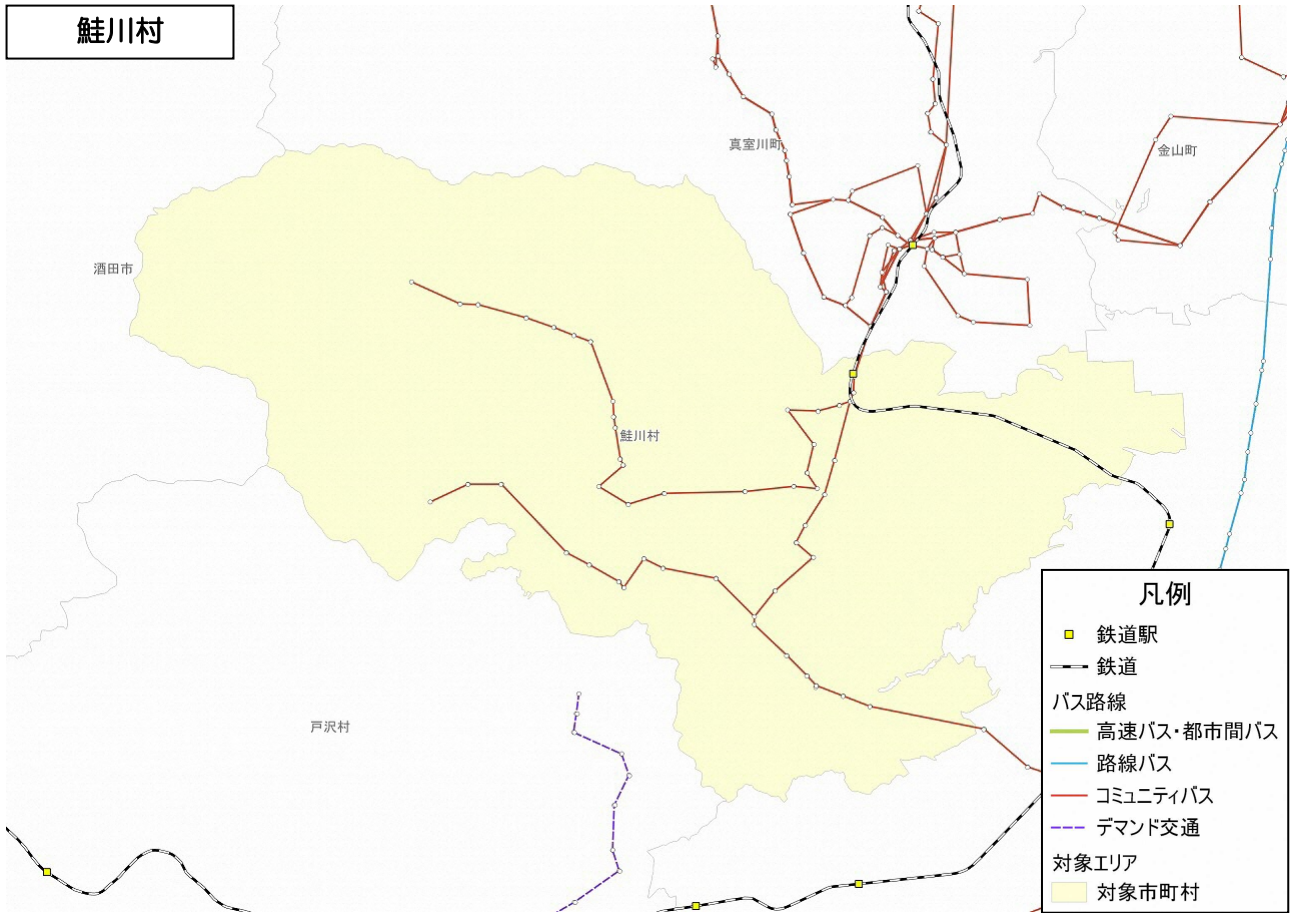 鮭川村
真室川町
金山町
酒田市
鮭川村
戸沢村
凡例
鉄道駅
鉄道
バス路線
高速バス・都市間バス
路線バス
コミュニティバス
デマンド交通
対象エリア
対象市町村